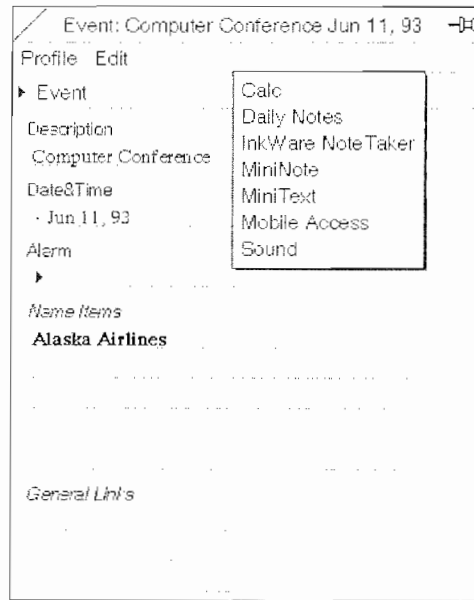 Event: Computer Conference Jun 11, 93
Profile Edit
Event
Description
Computer Conference
Date&Time
Jun 11, 93
Alarm
Name Items
Alaska Airlines
General Links
Calc
Daily Notes
InkWare NoteTaker
MiniNote
MiniText
Mobile Access
Sound